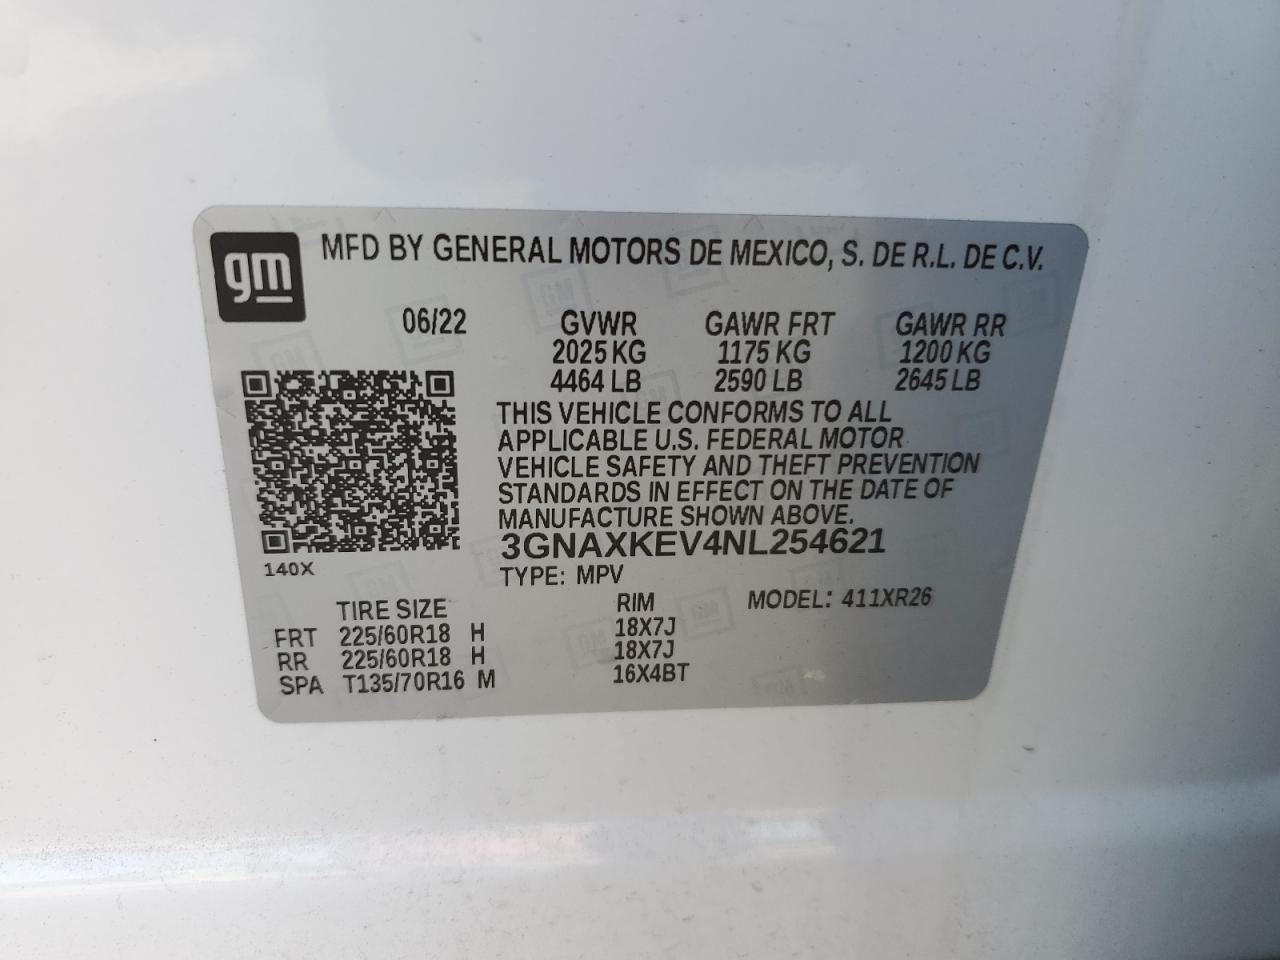 gm
MFD BY GENERAL MOTORS DE MEXICO, S. DE R.L. DE C.V.
06/22 GVWR GAWR FRT GAWR RR
2025 KG 1175 KG 1200 KG
4464 LB 2590 LB 2645 LB
THIS VEHICLE CONFORMS TO ALL
APPLICABLE U.S. FEDERAL MOTOR
VEHICLE SAFETY AND THEFT PREVENTION
STANDARDS IN EFFECT ON THE DATE OF
MANUFACTURE SHOWN ABOVE.
3GNAXKEV4NL254621
140X
TYPE: MPV
TIRE SIZE RIM MODEL: 411XR26
FRT 225/60R18 H 18X7J
RR 225/60R18 H 18X7J
SPA T135/70R16 M 16X4BT